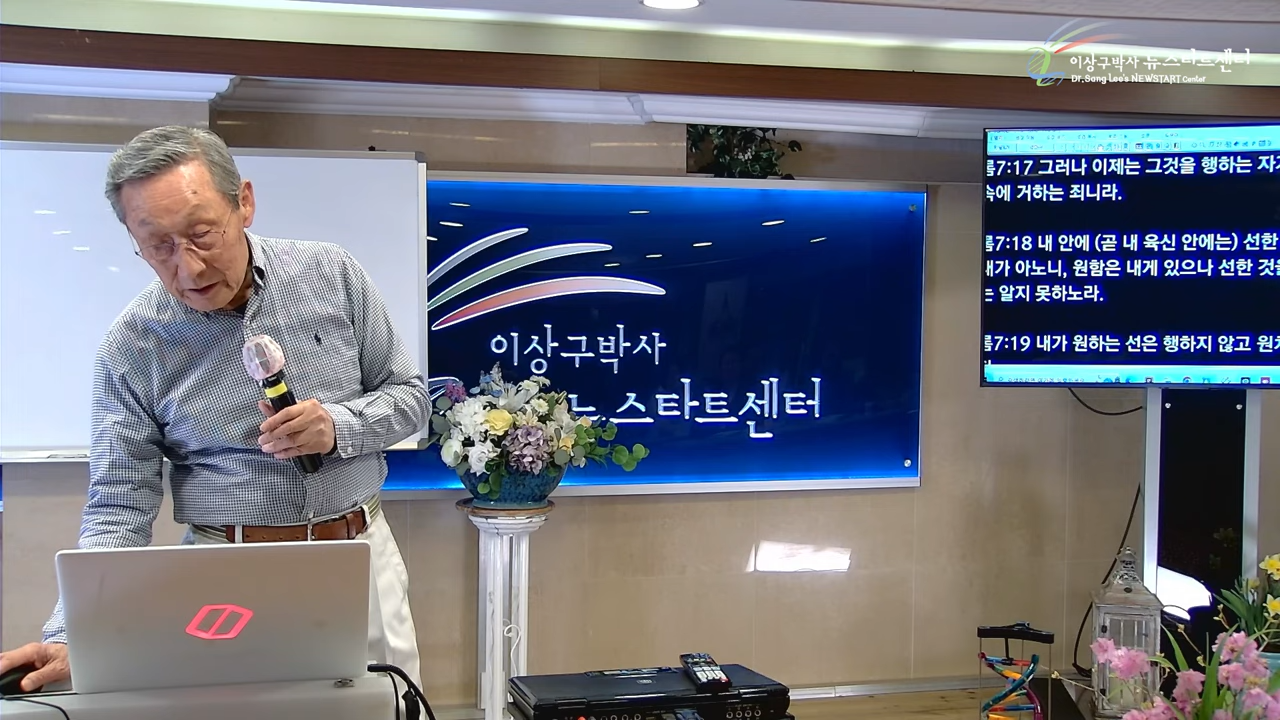 이상구박사 뉴스타트센터
Dr. Sang Lee's NEWSTART Center
롬7:17 그러나 이제는 그것을 행하는 자가
속에 거하는 죄니라.
롬7:18 내 안에 (곧 내 육신 안에는) 선한
내가 아노니, 원함은 내게 있으나 선한 것을
는 알지 못하노라.
롬7:19 내가 원하는 선은 행하지 않고 원치
이상구박사
뉴스타트센터